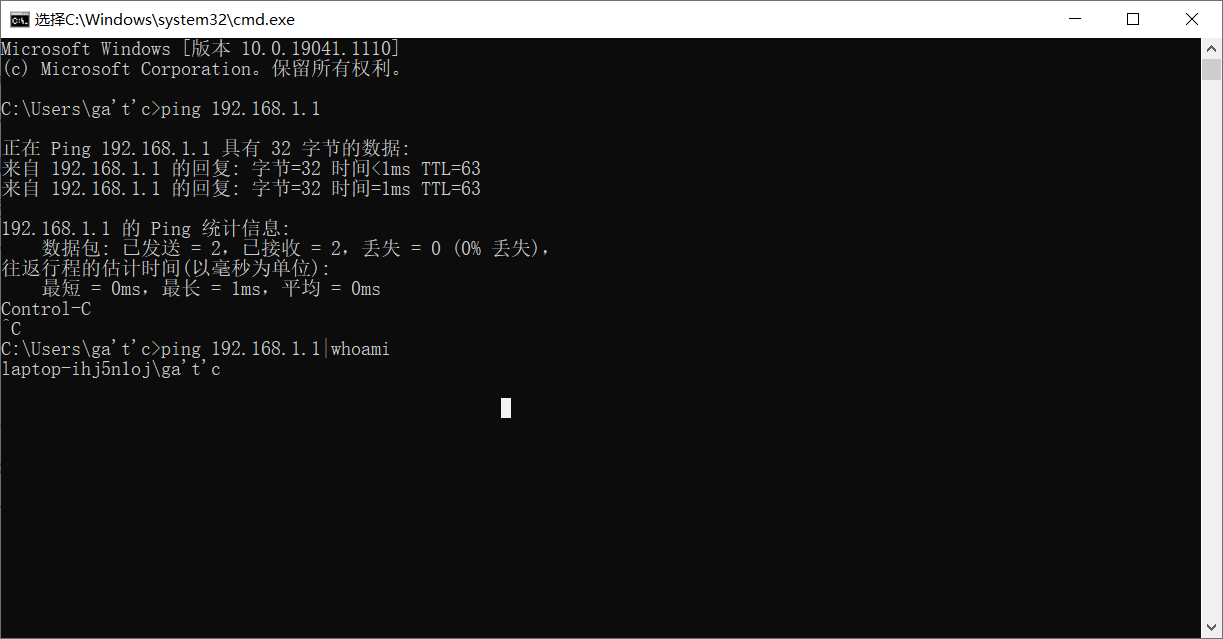 选择C:\Windows\system32\cmd.exe
Microsoft Windows [版本 10.0.19041.1110]
(c) Microsoft Corporation。保留所有权利。
C:\Users\ga't'c>ping 192.168.1.1
正在 Ping 192.168.1.1 具有 32 字节的数据:
来自 192.168.1.1 的回复: 字节=32 时间<1ms TTL=63
来自 192.168.1.1 的回复: 字节=32 时间=1ms TTL=63
192.168.1.1 的 Ping 统计信息:
    数据包: 已发送 = 2，已接收 = 2，丢失 = 0 (0% 丢失)，
往返行程的估计时间(以毫秒为单位):
    最短 = 0ms，最长 = 1ms，平均 = 0ms
Control-C
^C
C:\Users\ga't'c>ping 192.168.1.1|whoami
laptop-ihj5nloj\ga't'c